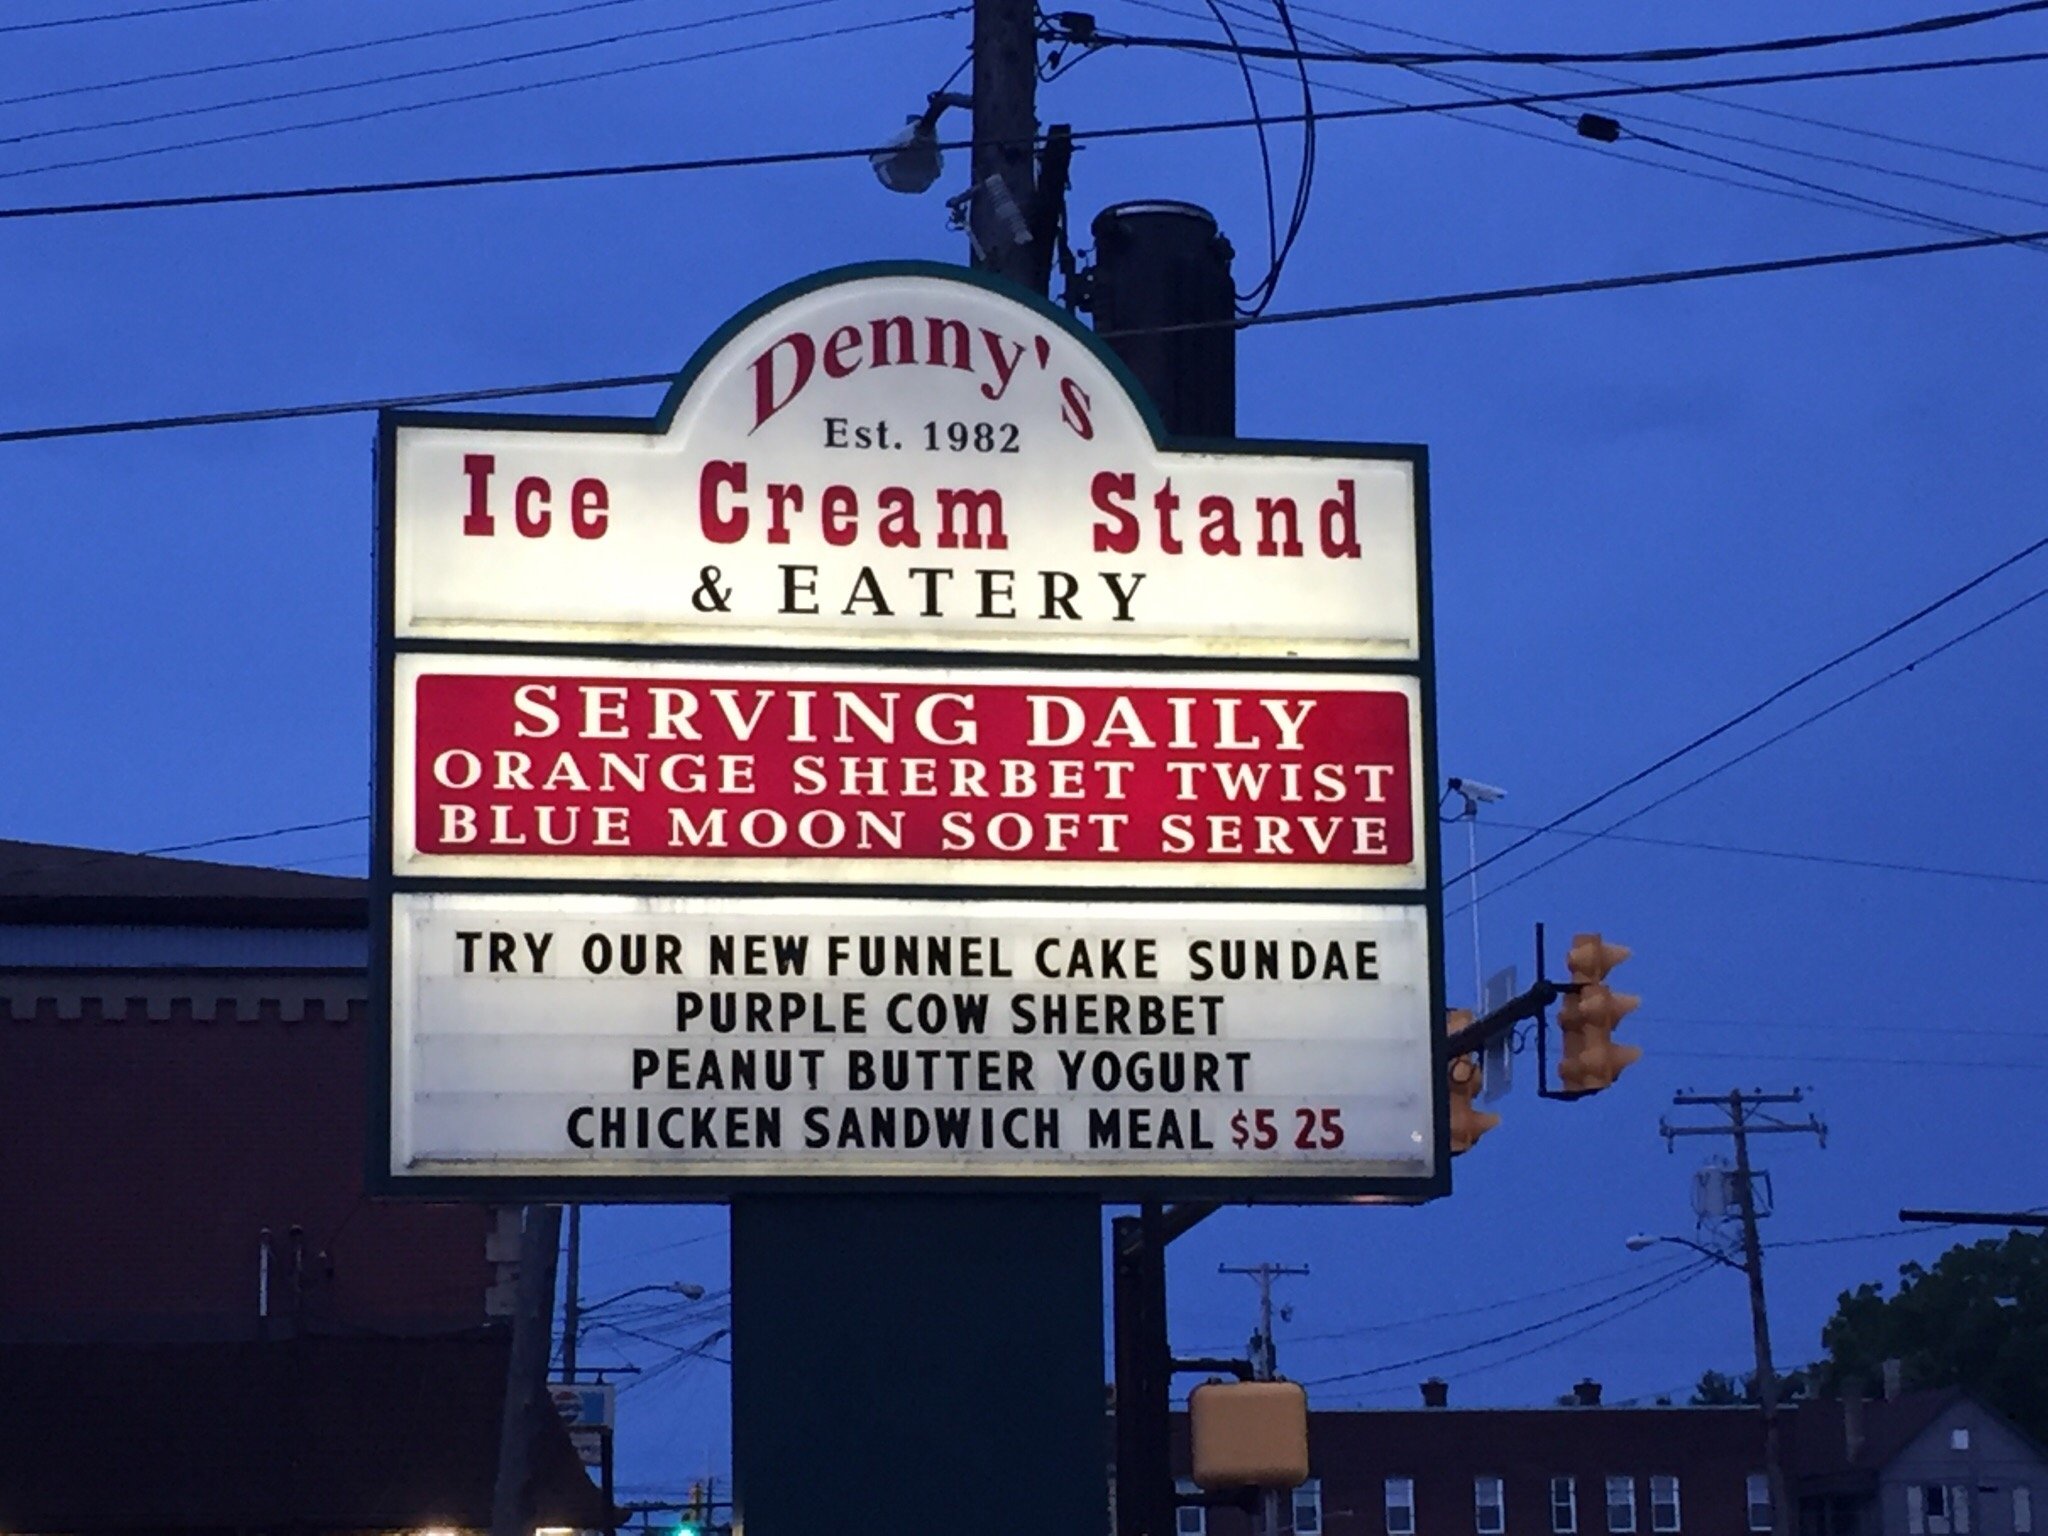 Denny's
Est. 1982
Ice Cream Stand
& EATERY
SERVING DAILY
ORANGE SHERBET TWIST
BLUE MOON SOFT SERVE
TRY OUR NEW FUNNEL CAKE SUNDAE
PURPLE COW SHERBET
PEANUT BUTTER YOGURT
CHICKEN SANDWICH MEAL $5 25